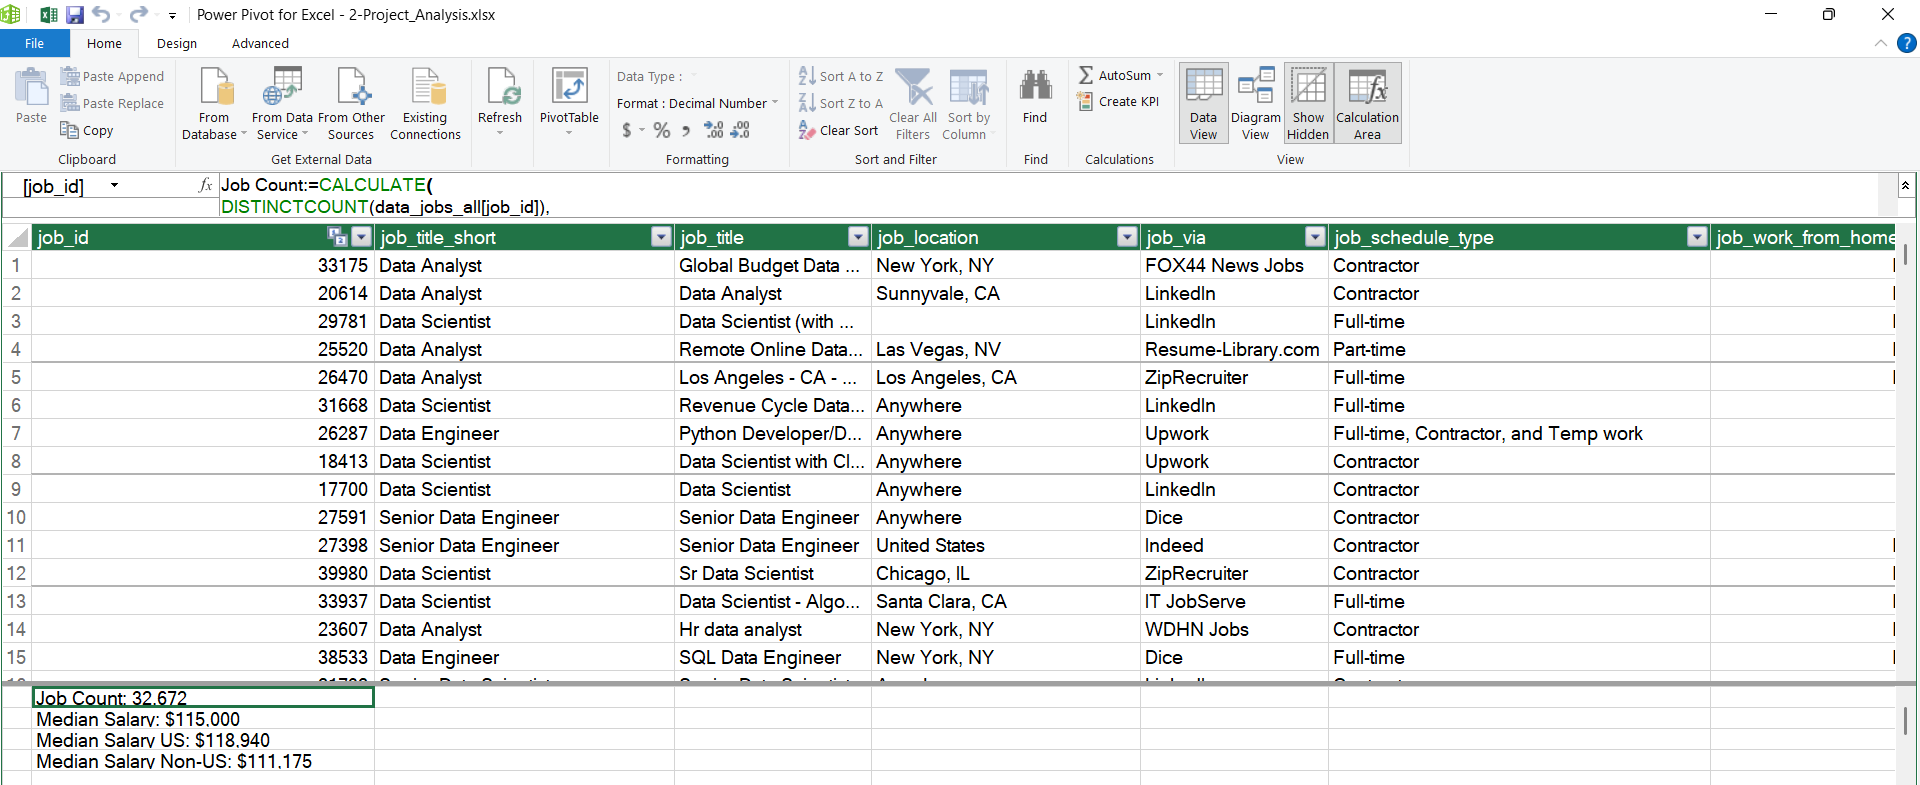 Power Pivot for Excel - 2-Project_Analysis.xlsx
File Home Design Advanced
Paste
Paste Append
Paste Replace
Copy
Clipboard
From Database
From Data Service
From Other Sources
Existing Connections
Get External Data
Refresh
PivotTable
Data Type :
Format : Decimal Number
$ % ,
Formatting
Sort A to Z
Sort Z to A
Clear Sort
Clear All Filters
Sort by Column
Sort and Filter
Find
Find
AutoSum
Create KPI
Calculations
Data View
Diagram View
Show Hidden
Calculation Area
View
[job_id] fx Job Count:=CALCULATE(
DISTINCTCOUNT(data_jobs_all[job_id]),
job_id job_title_short job_title job_location job_via job_schedule_type job_work_from_home
1 33175 Data Analyst Global Budget Data ... New York, NY FOX44 News Jobs Contractor
2 20614 Data Analyst Data Analyst Sunnyvale, CA LinkedIn Contractor
3 29781 Data Scientist Data Scientist (with ... LinkedIn Full-time
4 25520 Data Analyst Remote Online Data... Las Vegas, NV Resume-Library.com Part-time
5 26470 Data Analyst Los Angeles - CA - ... Los Angeles, CA ZipRecruiter Full-time
6 31668 Data Scientist Revenue Cycle Data... Anywhere LinkedIn Full-time
7 26287 Data Engineer Python Developer/D... Anywhere Upwork Full-time, Contractor, and Temp work
8 18413 Data Scientist Data Scientist with Cl... Anywhere Upwork Contractor
9 17700 Data Scientist Data Scientist Anywhere LinkedIn Contractor
10 27591 Senior Data Engineer Senior Data Engineer Anywhere Dice Contractor
11 27398 Senior Data Engineer Senior Data Engineer United States Indeed Contractor
12 39980 Data Scientist Sr Data Scientist Chicago, IL ZipRecruiter Contractor
13 33937 Data Scientist Data Scientist - Algo... Santa Clara, CA IT JobServe Full-time
14 23607 Data Analyst Hr data analyst New York, NY WDHN Jobs Contractor
15 38533 Data Engineer SQL Data Engineer New York, NY Dice Full-time
Job Count: 32,672
Median Salary: $115,000
Median Salary US: $118,940
Median Salary Non-US: $111,175